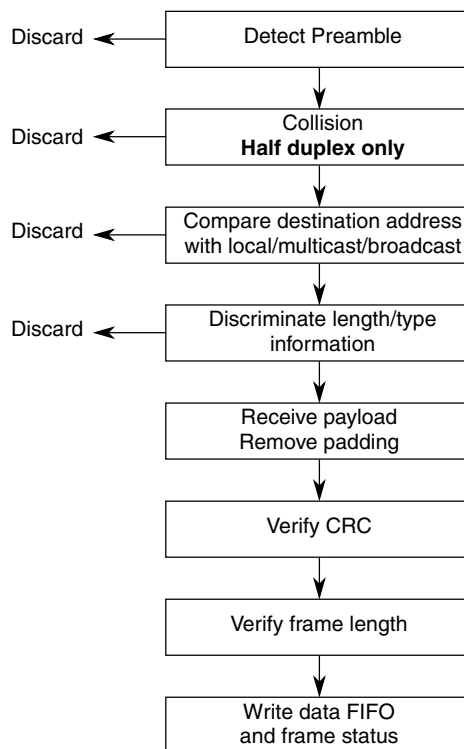 Discard
Detect Preamble
Discard
Collision
Half duplex only
Discard
Compare destination address
with local/multicast/broadcast
Discard
Discriminate length/type
information
Receive payload
Remove padding
Verify CRC
Verify frame length
Write data FIFO
and frame status